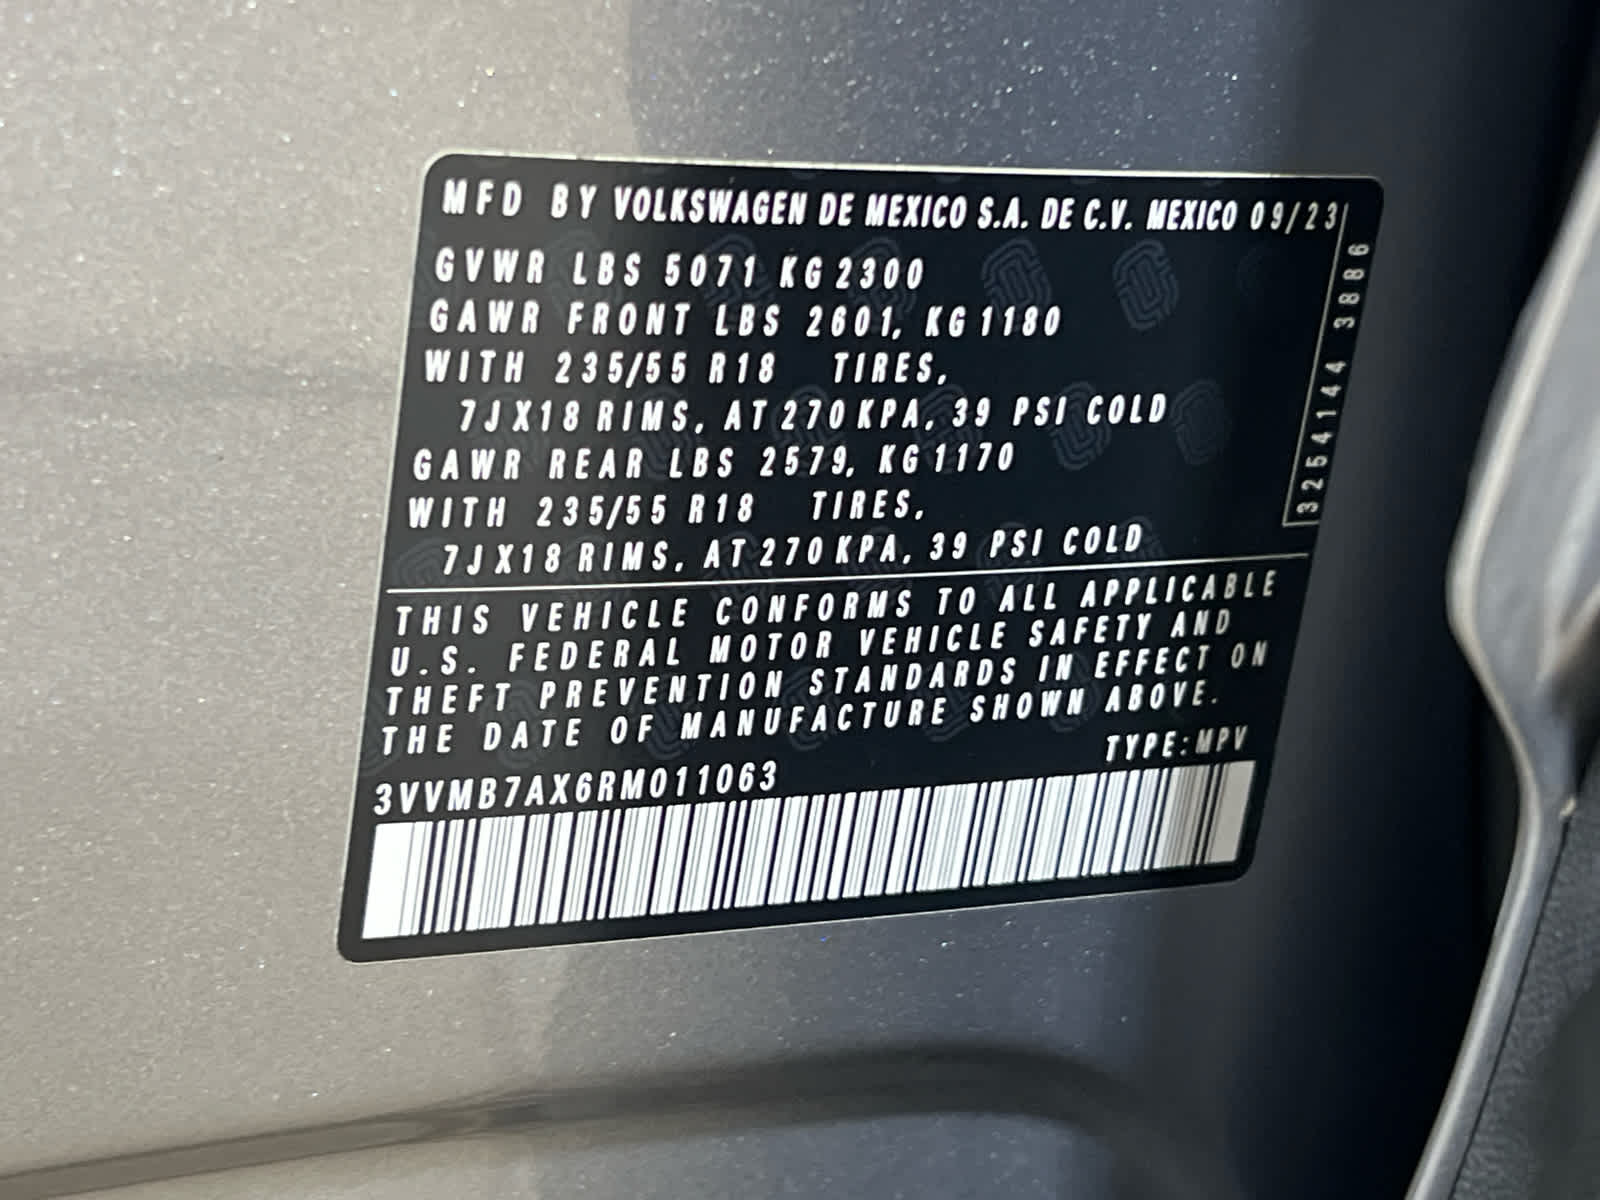 MFD BY VOLKSWAGEN DE MEXICO S.A. DE C.V. MEXICO 09/23
GVWR LBS 5071 KG 2300
GAWR FRONT LBS 2601, KG 1180
WITH 235/55 R18 TIRES,
7J X18 RIMS, AT 270 KPA, 39 PSI COLD
GAWR REAR LBS 2579, KG 1170
WITH 235/55 R18 TIRES,
7J X18 RIMS, AT 270 KPA, 39 PSI COLD
3254144 3886
THIS VEHICLE CONFORMS TO ALL APPLICABLE
U.S. FEDERAL MOTOR VEHICLE SAFETY AND
THEFT PREVENTION STANDARDS IN EFFECT ON
THE DATE OF MANUFACTURE SHOWN ABOVE.
TYPE:MPV
3VVMB7AX6RM011063